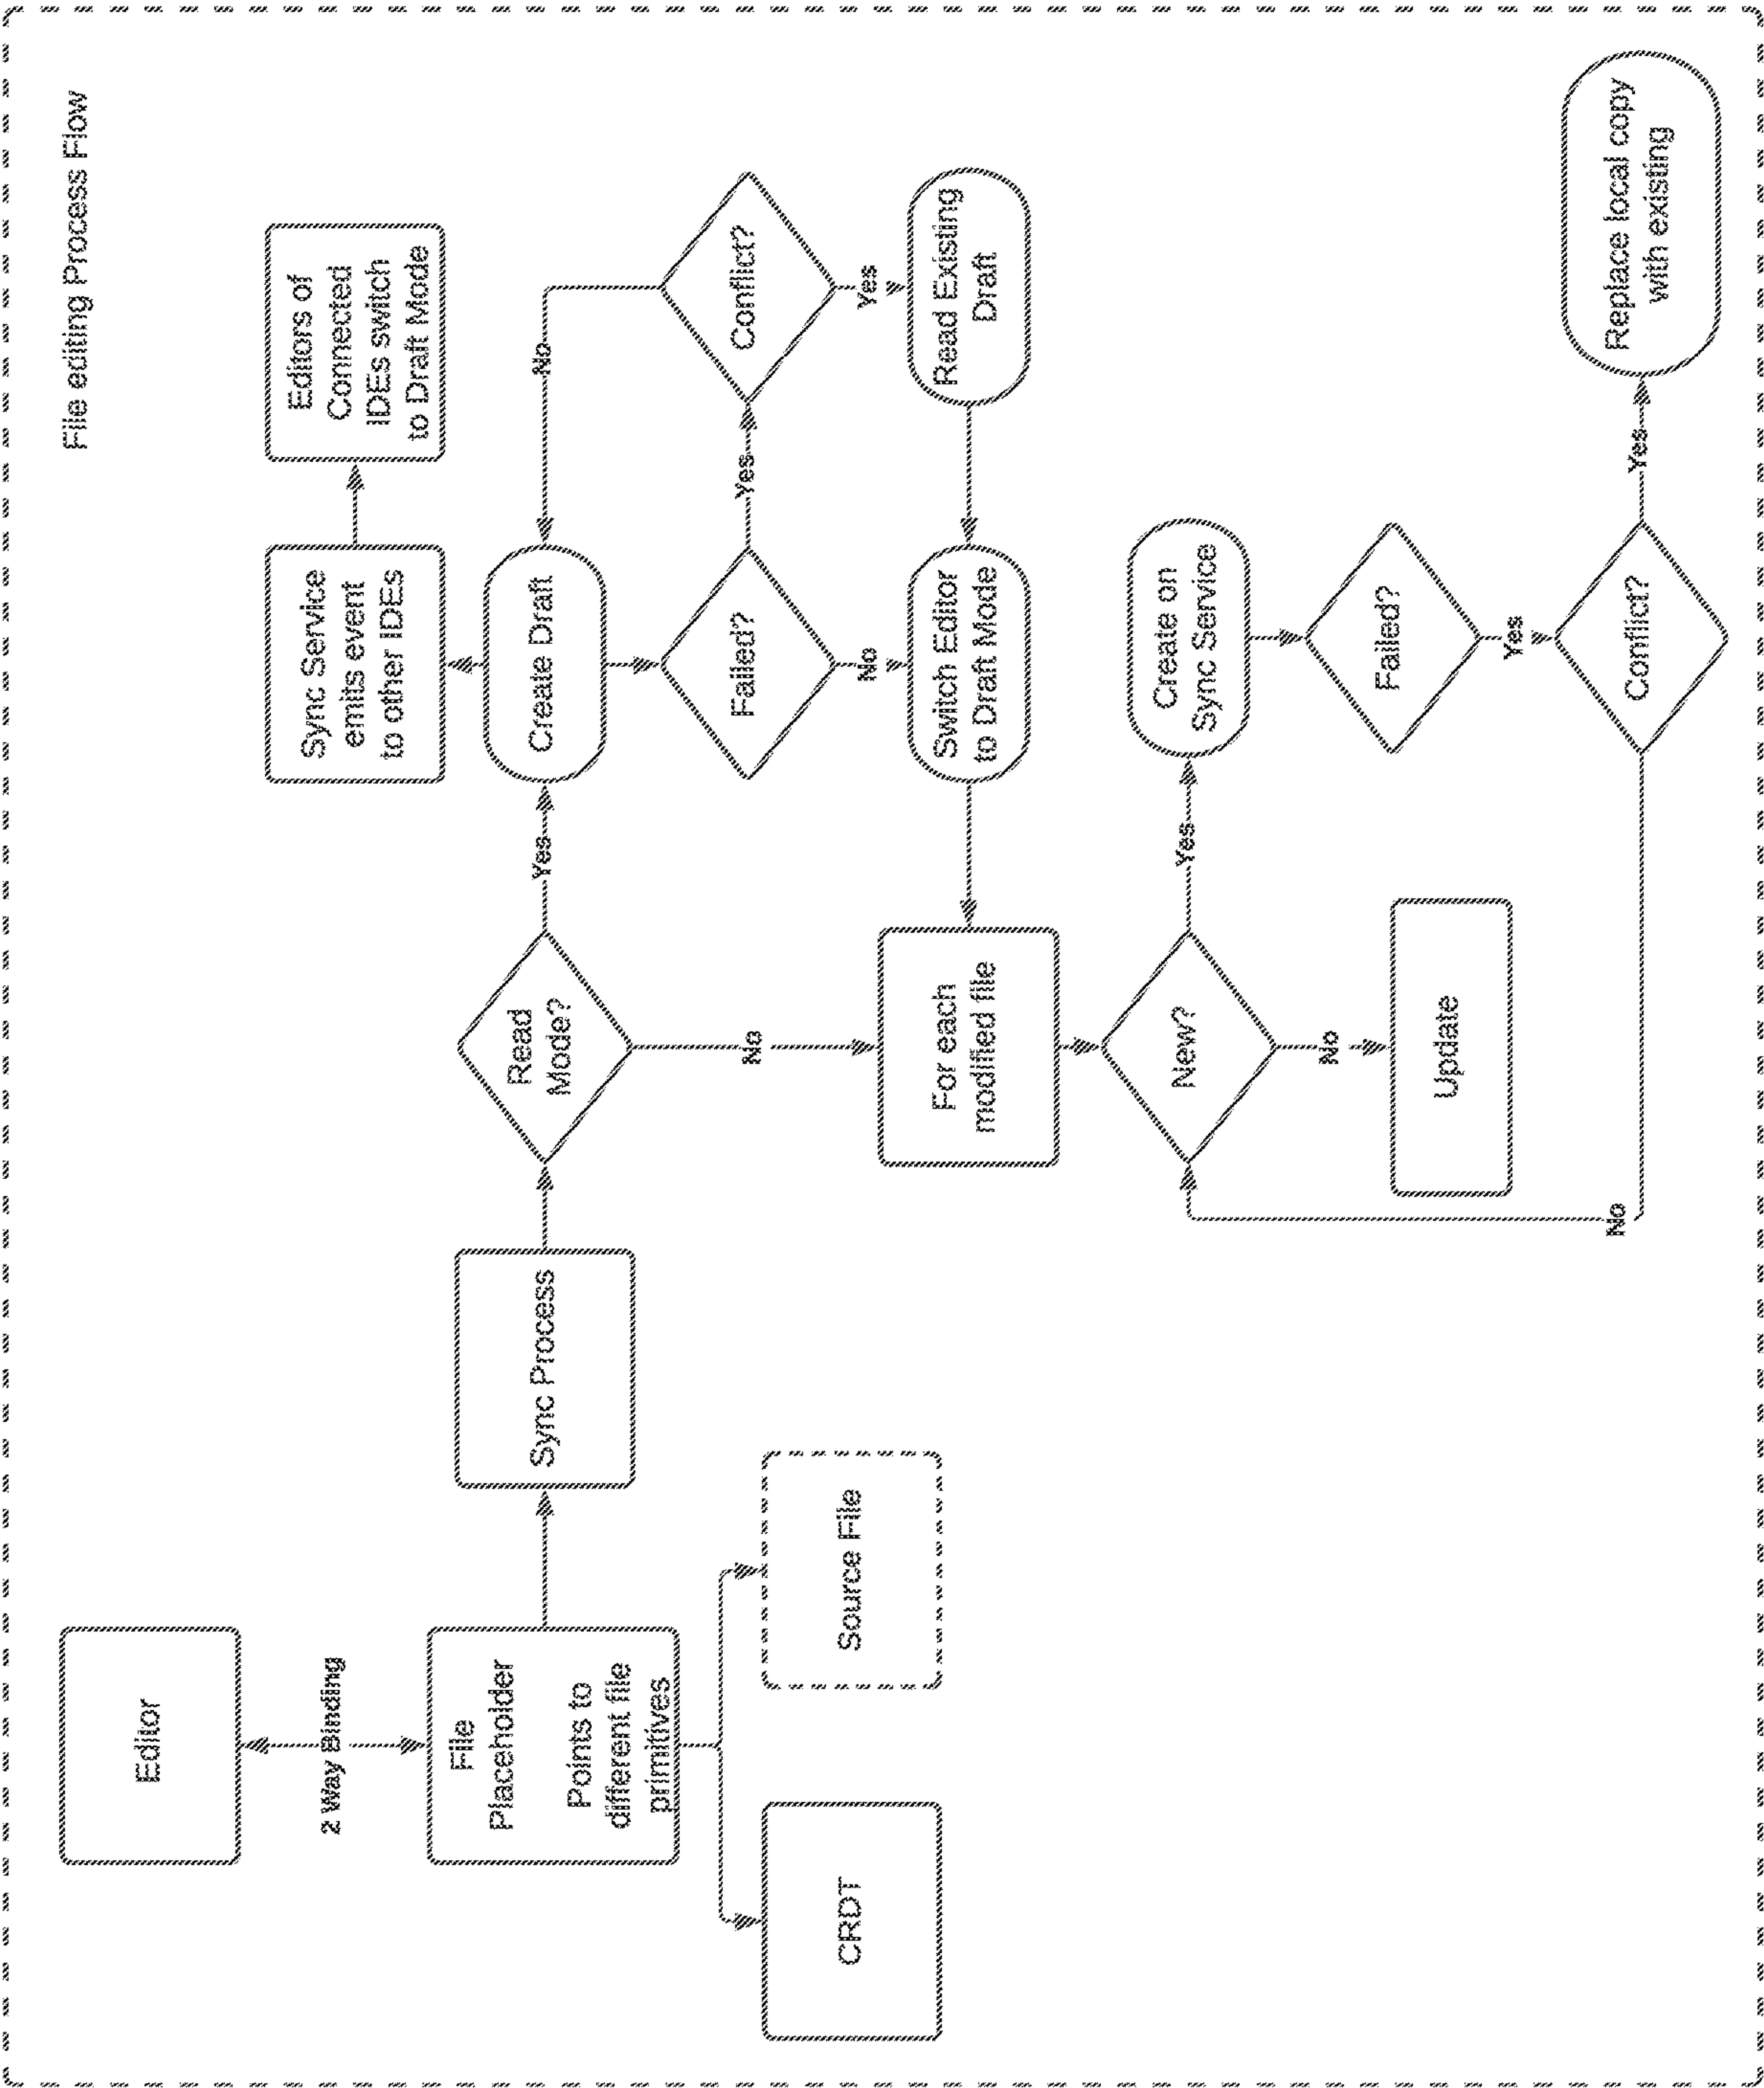 File editing Process Flow
Editor
2 Way Binding
File
Placeholder
Points to
different file
primitives
CRDT
Source File
Sync Process
Read
Mode?
Yes
No
Sync Service
emits event
to other IDEs
Editors of
Connected
IDEs switch
to Draft Mode
Create Draft
No
Failed?
Yes
No
Conflict?
Yes
Read Existing
Draft
Switch Editor
to Draft Mode
For each
modified file
New?
Yes
No
Update
Create on
Sync Service
Failed?
Yes
Conflict?
No
Yes
Replace local copy
with existing